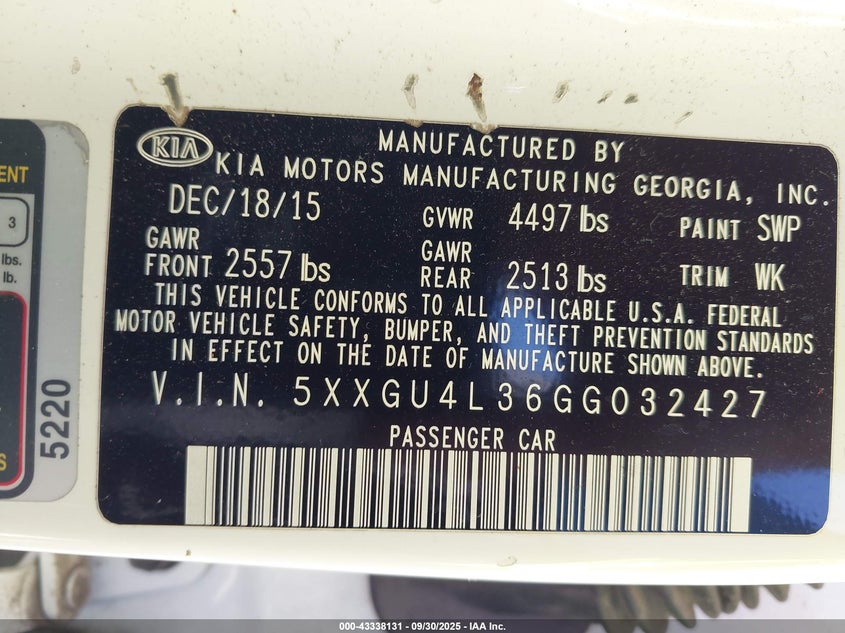 MANUFACTURED BY
KIA KIA MOTORS MANUFACTURING GEORGIA, INC.
DEC/18/15 GVWR 4497 lbs PAINT SWP
GAWR FRONT 2557 lbs GAWR REAR 2513 lbs TRIM WK
THIS VEHICLE CONFORMS TO ALL APPLICABLE U.S.A. FEDERAL
MOTOR VEHICLE SAFETY, BUMPER, AND THEFT PREVENTION STANDARDS
IN EFFECT ON THE DATE OF MANUFACTURE SHOWN ABOVE.
V.I.N. 5XXGU4L36GG032427
PASSENGER CAR
3
lbs.
lb.
5220
000-43338131 - 09/30/2025 - IAA Inc.